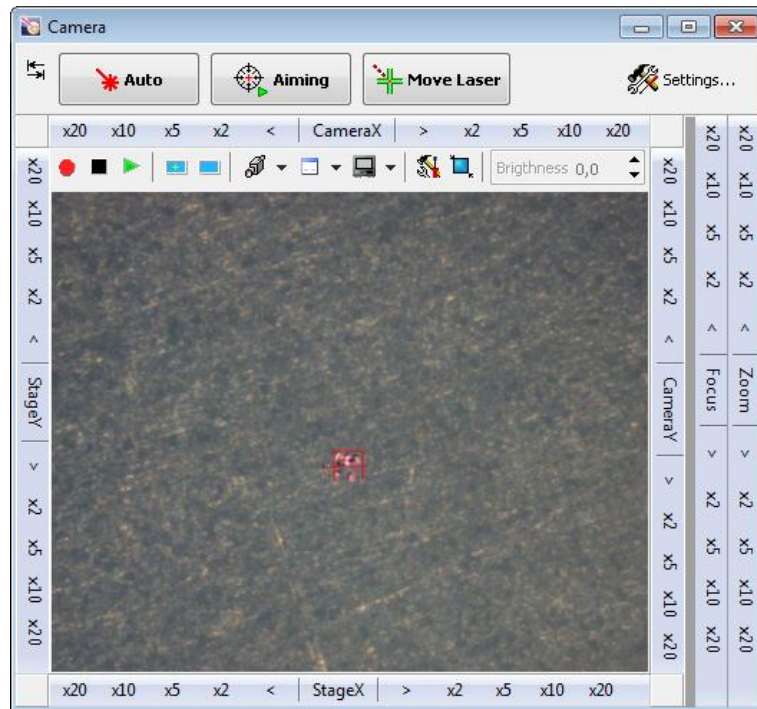 Camera
Auto
Aiming
Move Laser
Settings...
x20 x10 x5 x2 < CameraX > x2 x5 x10 x20
Brigthness 0,0
x20 x10 x5 x2 < StageY > x2 x5 x10 x20
x20 x10 x5 x2 < CameraY > x2 x5 x10 x20
x20 x10 x5 x2 < Focus > x2 x5 x10 x20
x20 x10 x5 x2 < Zoom > x2 x5 x10 x20
x20 x10 x5 x2 < StageX > x2 x5 x10 x20